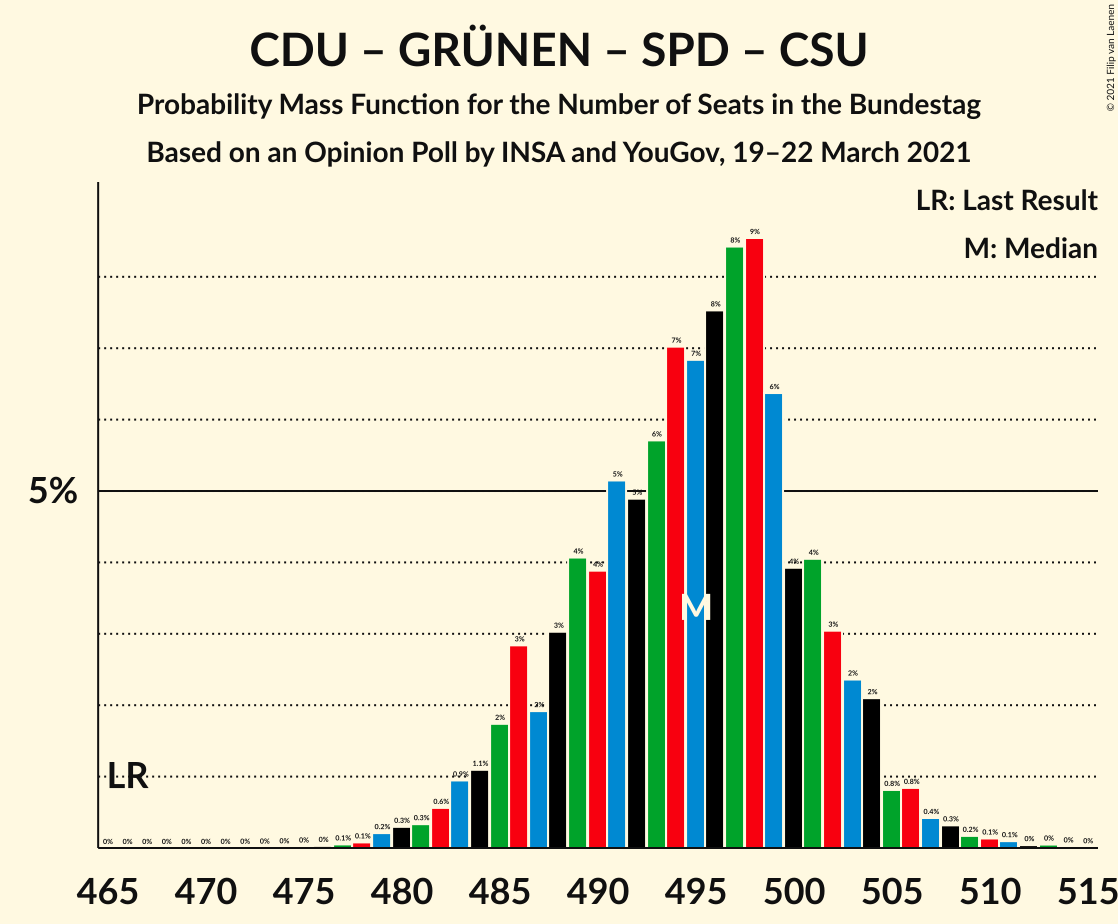 CDU – GRÜNEN – SPD – CSU
Probability Mass Function for the Number of Seats in the Bundestag
Based on an Opinion Poll by INSA and YouGov, 19–22 March 2021
© 2021 Filip van Laenen
LR: Last Result
M: Median
5%
LR
M
0% 0% 0% 0% 0% 0% 0% 0% 0% 0% 0% 0% 0.1% 0.1% 0.2% 0.3% 0.3% 0.6% 0.9% 1.1% 2% 3% 2% 3% 4% 4% 5% 5% 6% 7% 7% 8% 8% 9% 6% 4% 4% 3% 2% 2% 0.8% 0.8% 0.4% 0.3% 0.2% 0.1% 0.1% 0% 0% 0% 0%
465 470 475 480 485 490 495 500 505 510 515